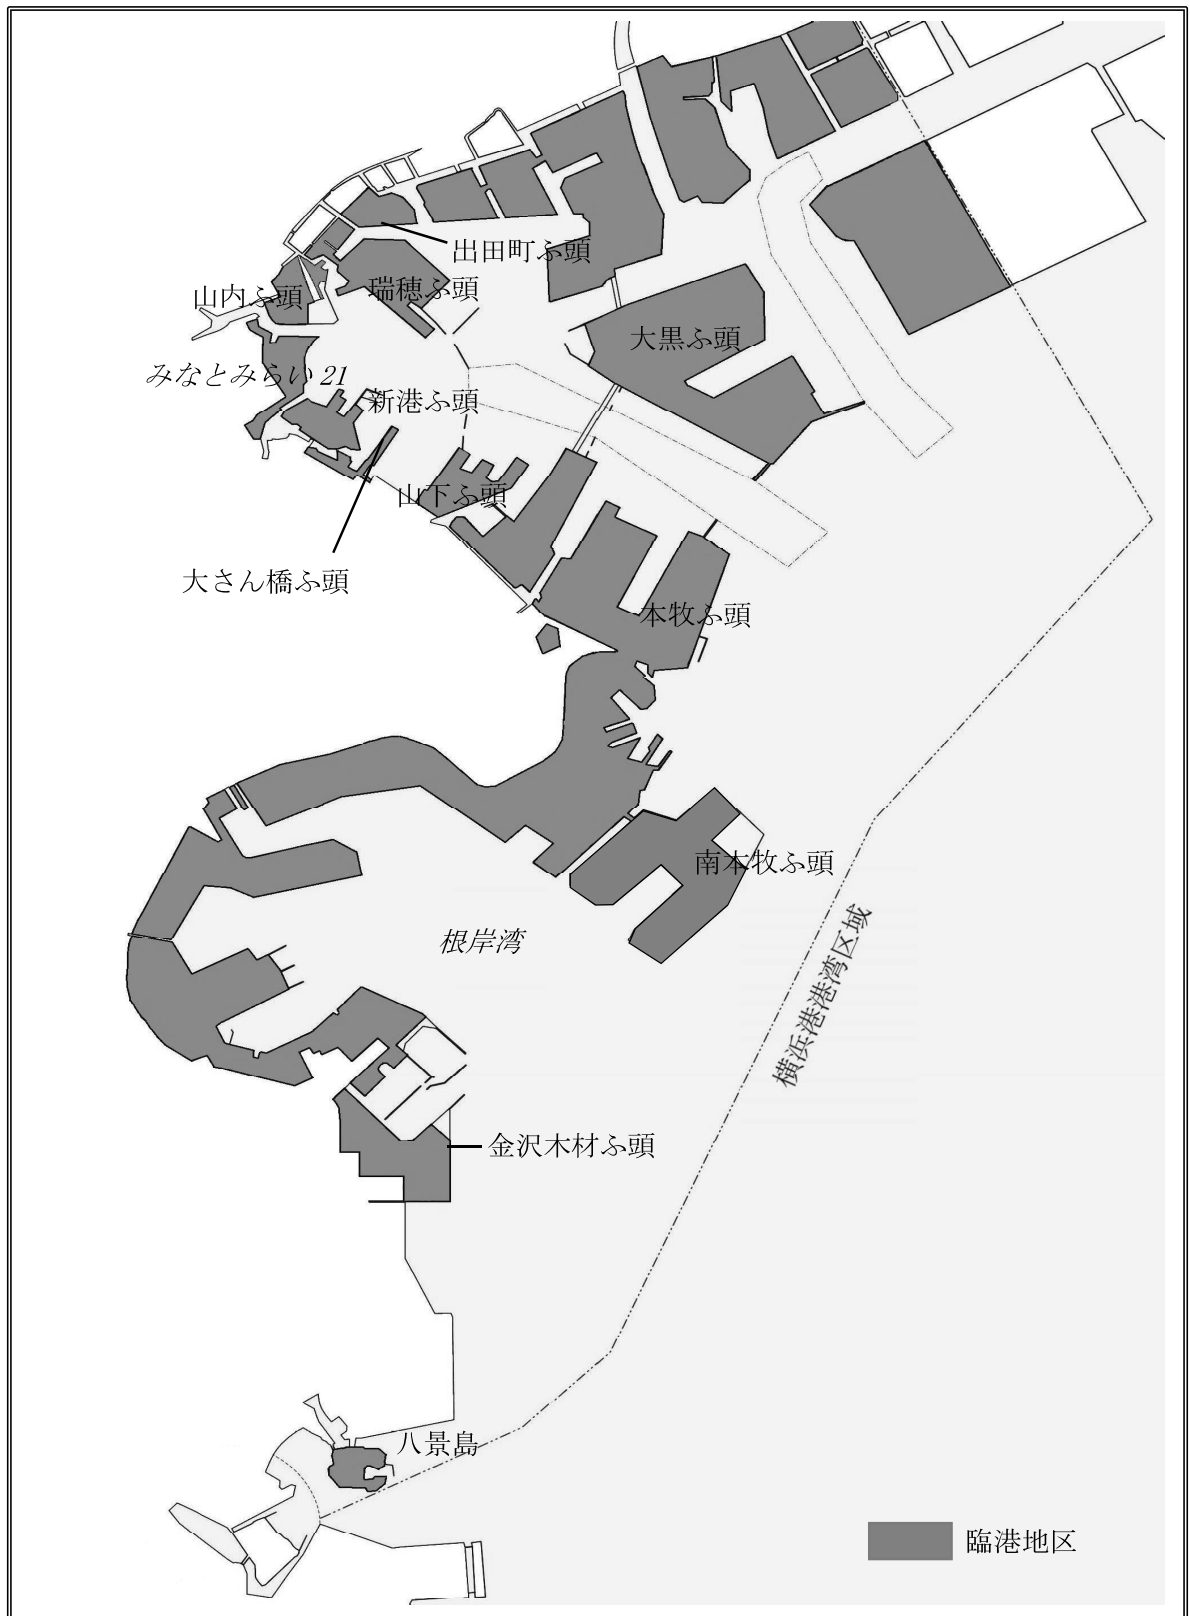 出田町ふ頭
山内ふ頭
瑞穂ふ頭
大黒ふ頭
みなとみらい 21
新港ふ頭
山下ふ頭
大さん橋ふ頭
本牧ふ頭
南本牧ふ頭
根岸湾
横浜港港湾区域
金沢木材ふ頭
八景島
臨港地区